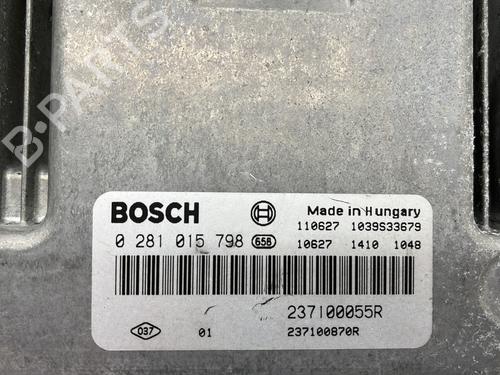 B-PARTS
BOSCH
Made in Hungary
110627 1039S33679
0 281 015 798 658
10627 1410 1048
237100055R
037 01 237100870R